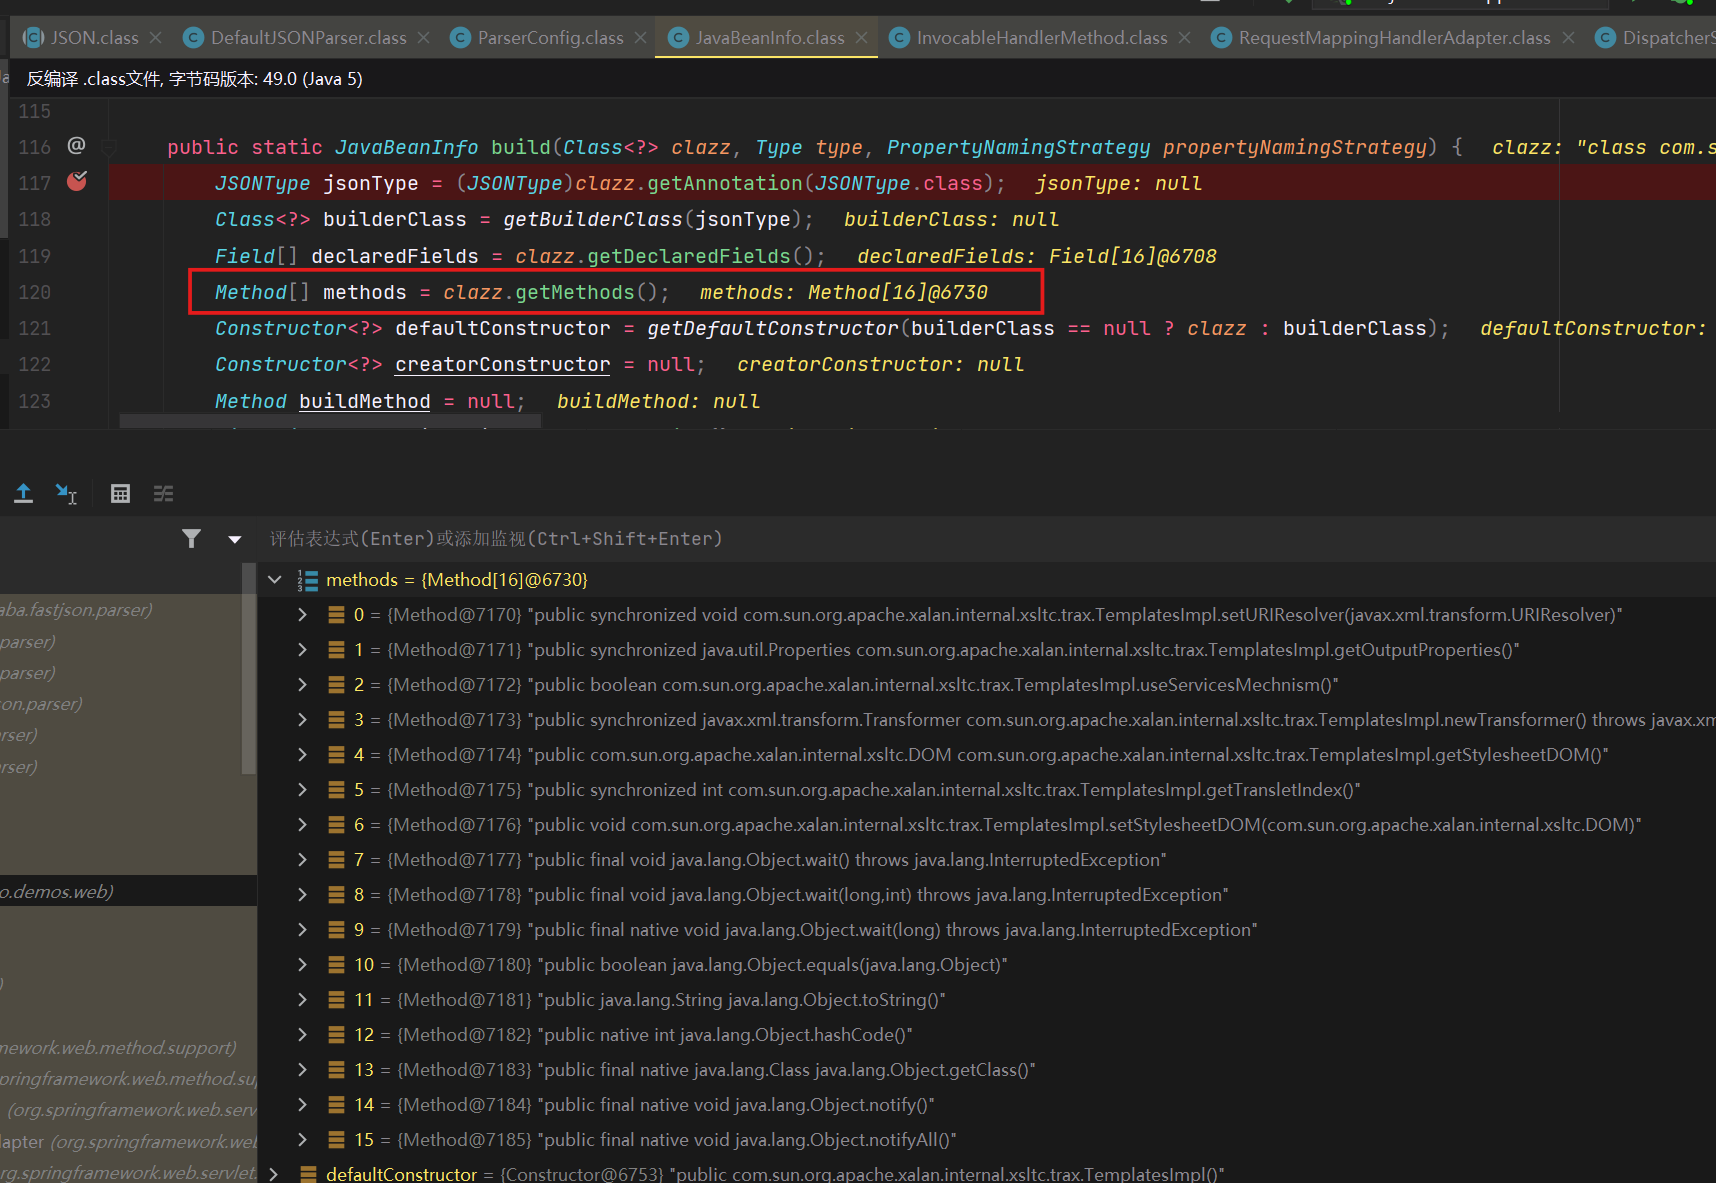 JSON.class DefaultJSONParser.class ParserConfig.class JavaBeanInfo.class InvocableHandlerMethod.class RequestMappingHandlerAdapter.class DispatcherS
反编译 .class文件, 字节码版本: 49.0 (Java 5)
115
116 @ public static JavaBeanInfo build(Class<?> clazz, Type type, PropertyNamingStrategy propertyNamingStrategy) { clazz: "class com.s
117 JSONType jsonType = (JSONType)clazz.getAnnotation(JSONType.class); jsonType: null
118 Class<?> builderClass = getBuilderClass(jsonType); builderClass: null
119 Field[] declaredFields = clazz.getDeclaredFields(); declaredFields: Field[16]@6708
120 Method[] methods = clazz.getMethods(); methods: Method[16]@6730
121 Constructor<?> defaultConstructor = getDefaultConstructor(builderClass == null ? clazz : builderClass); defaultConstructor:
122 Constructor<?> creatorConstructor = null; creatorConstructor: null
123 Method buildMethod = null; buildMethod: null
评估表达式(Enter)或添加监视(Ctrl+Shift+Enter)
methods = {Method[16]@6730}
0 = {Method@7170} "public synchronized void com.sun.org.apache.xalan.internal.xsltc.trax.TemplatesImpl.setURIResolver(javax.xml.transform.URIResolver)"
1 = {Method@7171} "public synchronized java.util.Properties com.sun.org.apache.xalan.internal.xsltc.trax.TemplatesImpl.getOutputProperties()"
2 = {Method@7172} "public boolean com.sun.org.apache.xalan.internal.xsltc.trax.TemplatesImpl.useServicesMechnism()"
3 = {Method@7173} "public synchronized javax.xml.transform.Transformer com.sun.org.apache.xalan.internal.xsltc.trax.TemplatesImpl.newTransformer() throws javax.xm
4 = {Method@7174} "public com.sun.org.apache.xalan.internal.xsltc.DOM com.sun.org.apache.xalan.internal.xsltc.trax.TemplatesImpl.getStylesheetDOM()"
5 = {Method@7175} "public synchronized int com.sun.org.apache.xalan.internal.xsltc.trax.TemplatesImpl.getTransletIndex()"
6 = {Method@7176} "public void com.sun.org.apache.xalan.internal.xsltc.trax.TemplatesImpl.setStylesheetDOM(com.sun.org.apache.xalan.internal.xsltc.DOM)"
7 = {Method@7177} "public final void java.lang.Object.wait() throws java.lang.InterruptedException"
8 = {Method@7178} "public final void java.lang.Object.wait(long,int) throws java.lang.InterruptedException"
9 = {Method@7179} "public final native void java.lang.Object.wait(long) throws java.lang.InterruptedException"
10 = {Method@7180} "public boolean java.lang.Object.equals(java.lang.Object)"
11 = {Method@7181} "public java.lang.String java.lang.Object.toString()"
12 = {Method@7182} "public native int java.lang.Object.hashCode()"
13 = {Method@7183} "public final native java.lang.Class java.lang.Object.getClass()"
14 = {Method@7184} "public final native void java.lang.Object.notify()"
15 = {Method@7185} "public final native void java.lang.Object.notifyAll()"
defaultConstructor = {Constructor@6753} "public com.sun.org.apache.xalan.internal.xsltc.trax.TemplatesImpl()"
aba.fastjson.parser)
parser)
parser)
son.parser)
rser)
rser)
o.demos.web)
)
mework.web.method.support)
pringframework.web.method.sup
(org.springframework.web.serv
lapter (org.springframework.web
rg.springframework.web.servlet.